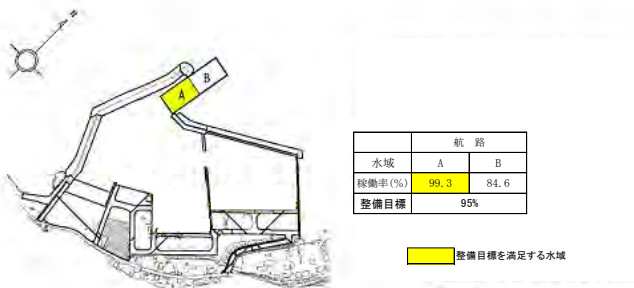 B
A
航 路
水域 A B
稼働率(%) 99.3 84.6
整備目標 95%
整備目標を満足する水域